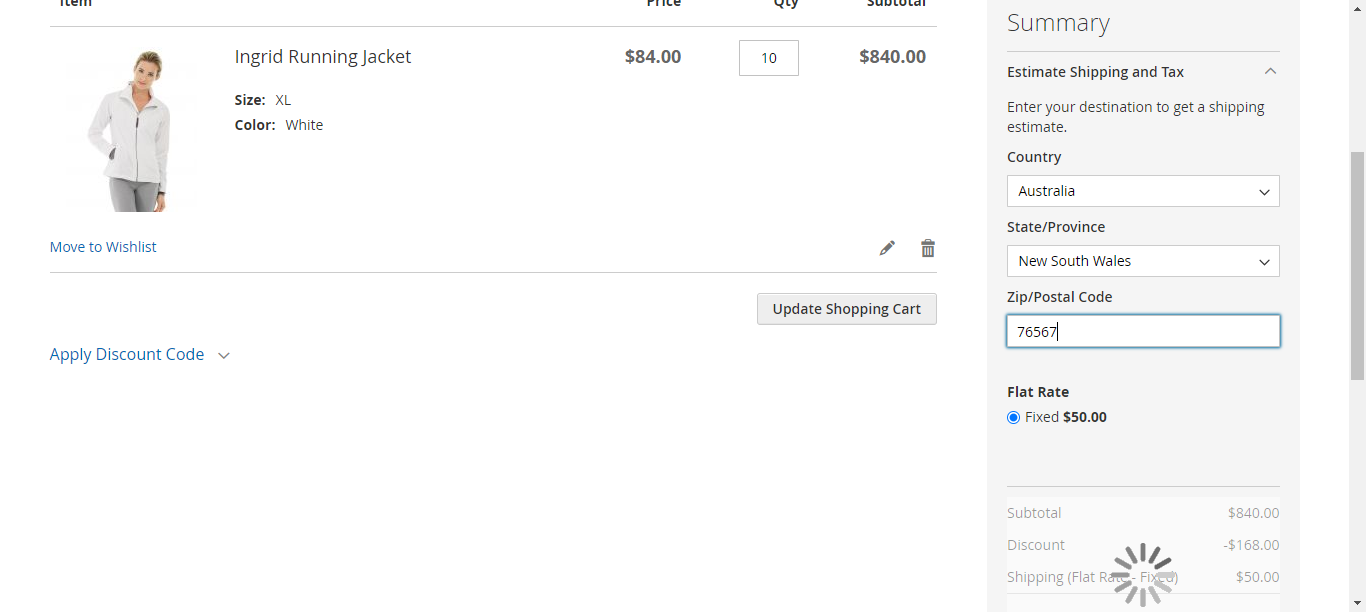 Item Price Qty Subtotal
Ingrid Running Jacket $84.00 10 $840.00
Size: XL
Color: White
Move to Wishlist
Update Shopping Cart
Apply Discount Code
Summary
Estimate Shipping and Tax
Enter your destination to get a shipping
estimate.
Country
Australia
State/Province
New South Wales
Zip/Postal Code
76567
Flat Rate
Fixed $50.00
Subtotal $840.00
Discount -$168.00
Shipping (Flat Rate - Fixed) $50.00